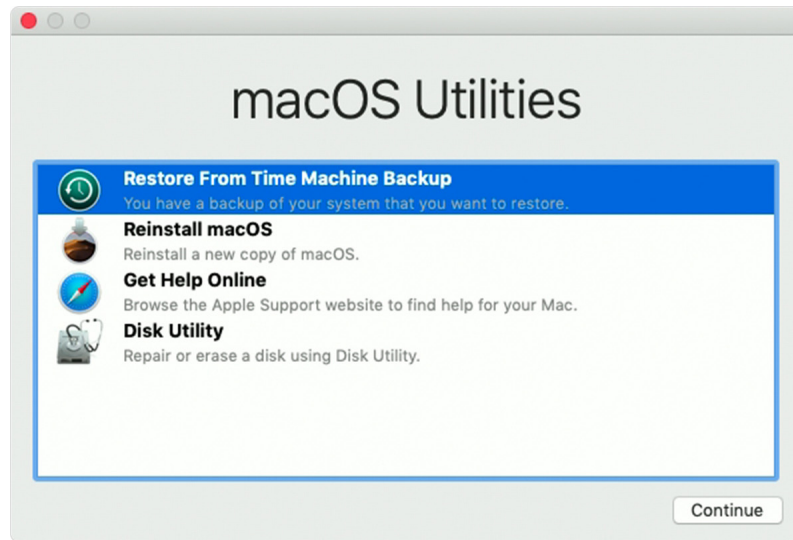 macOS Utilities
Restore From Time Machine Backup
You have a backup of your system that you want to restore.
Reinstall macOS
Reinstall a new copy of macOS.
Get Help Online
Browse the Apple Support website to find help for your Mac.
Disk Utility
Repair or erase a disk using Disk Utility.
Continue